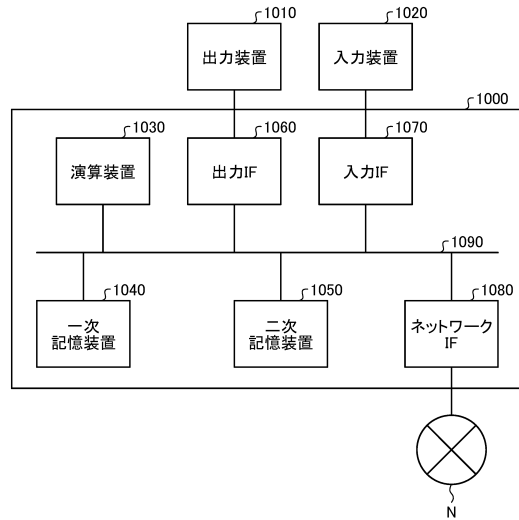 1010
1020
出力装置
入力装置
1000
1030
1060
1070
演算装置
出力IF
入力IF
1090
1040
1050
1080
一次
記憶装置
二次
記憶装置
ネットワーク
IF
N